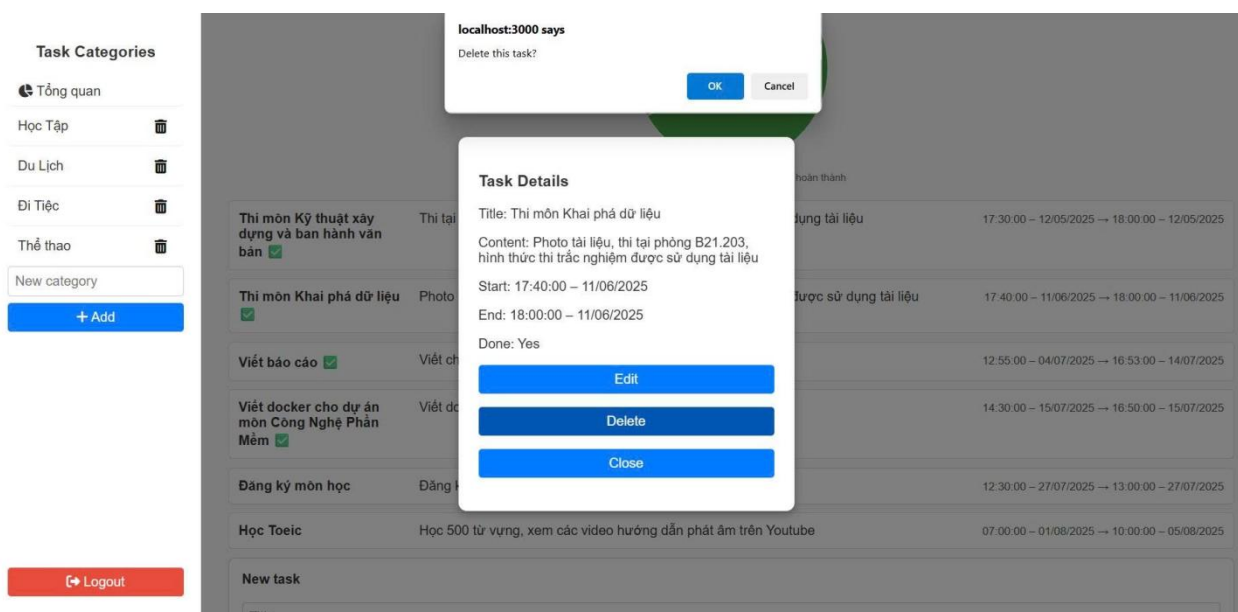 localhost:3000 says
Delete this task?
OK
Cancel
Task Categories
Tổng quan
Học Tập
Du Lịch
Đi Tiệc
Thể thao
New category
+ Add
Logout
hoàn thành
Task Details
Title: Thi môn Khai phá dữ liệu
Content: Photo tài liệu, thi tại phòng B21.203,
hình thức thi trắc nghiệm được sử dụng tài liệu
Start: 17:40:00 – 11/06/2025
End: 18:00:00 – 11/06/2025
Done: Yes
Edit
Delete
Close
Thi môn Kỹ thuật xây
dựng và ban hành văn
bản ✅
Thi tại
dụng tài liệu
17:30:00 – 12/05/2025 → 18:00:00 – 12/05/2025
Thi môn Khai phá dữ liệu
✅
Photo
được sử dụng tài liệu
17:40:00 – 11/06/2025 → 18:00:00 – 11/06/2025
Viết báo cáo ✅
Viết ch
12:55:00 – 04/07/2025 → 16:53:00 – 14/07/2025
Viết docker cho dự án
môn Công Nghệ Phần
Mềm ✅
Viết do
14:30:00 – 15/07/2025 → 16:50:00 – 15/07/2025
Đăng ký môn học
Đăng k
12:30:00 – 27/07/2025 → 13:00:00 – 27/07/2025
Học Toeic
Học 500 từ vựng, xem các video hướng dẫn phát âm trên Youtube
07:00:00 – 01/08/2025 → 10:00:00 – 05/08/2025
New task